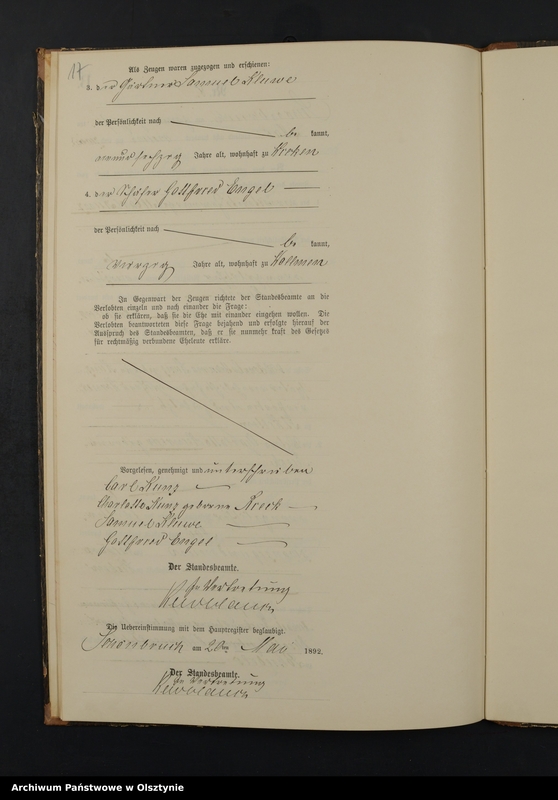 17
Als Zeugen waren zugezogen und erschienen:
3. der Gärtner Samuel Kluwe
der Persönlichkeit nach
be kannt,
neunundsechzig Jahre alt, wohnhaft zu
4. der Schäfer Gottfried Engel
der Persönlichkeit nach
be kannt,
vierzig Jahre alt, wohnhaft zu Kollmen
In Gegenwart der Zeugen richtete der Standesbeamte an die
Verlobten einzeln und nach einander die Frage:
ob sie erklären, daß sie die Ehe mit einander eingehen wollen. Die
Verlobten beantworteten diese Frage bejahend und erfolgte hierauf der
Ausspruch des Standesbeamten, daß er sie nunmehr kraft des Gesetzes
für rechtmäßig verbundene Eheleute erkläre.
Vorgelesen, genehmigt und unterschrieben
Carl Kunz
Charlotte Kunz geborene
Samuel Kluwe
Gottfried Engel
Der Standesbeamte.
In Vertretung
Die Uebereinstimmung mit dem Hauptregister beglaubigt.
Schönbruch am 20ten Mai 1892.
Der Standesbeamte.
In Vertretung
Archiwum Państwowe w Olsztynie